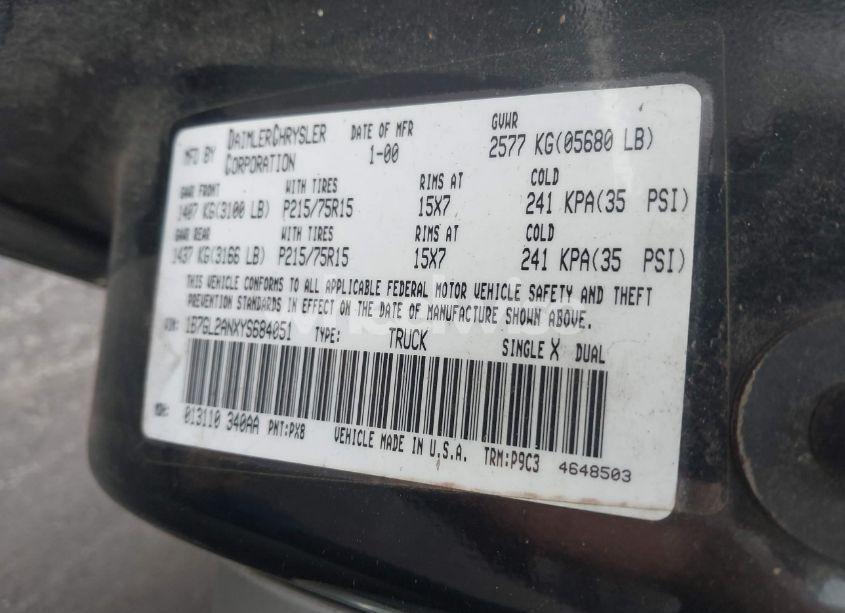 MFD BY DAIMLERCHRYSLER CORPORATION DATE OF MFR 1-00 GVWR 2577 KG(05680 LB)
GAWR FRONT WITH TIRES RIMS AT COLD
1407 KG(3100 LB) P215/75R15 15X7 241 KPA(35 PSI)
GAWR REAR WITH TIRES RIMS AT COLD
1437 KG(3166 LB) P215/75R15 15X7 241 KPA(35 PSI)
THIS VEHICLE CONFORMS TO ALL APPLICABLE FEDERAL MOTOR VEHICLE SAFETY AND THEFT
PREVENTION STANDARDS IN EFFECT ON THE DATE OF MANUFACTURE SHOWN ABOVE.
VIN: 1B7GL2ANXYS684051 TYPE: TRUCK SINGLE X DUAL
MDH: 013110 340AA PNT:PX8 VEHICLE MADE IN U.S.A. TRM:P9C3 4648503